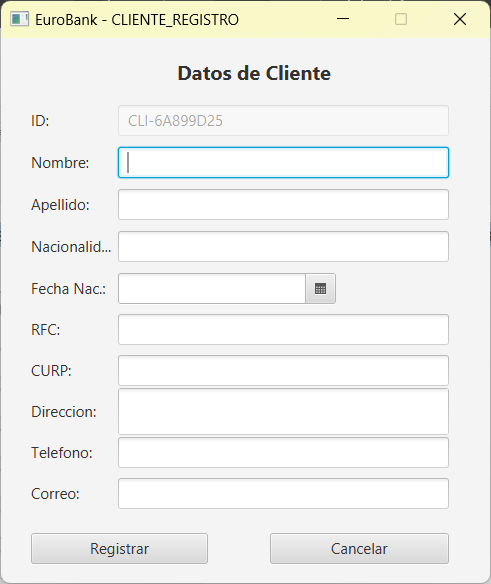 EuroBank - CLIENTE_REGISTRO
Datos de Cliente
ID: CLI-6A899D25
Nombre:
Apellido:
Nacionalid...
Fecha Nac.:
RFC:
CURP:
Direccion:
Telefono:
Correo:
Registrar Cancelar